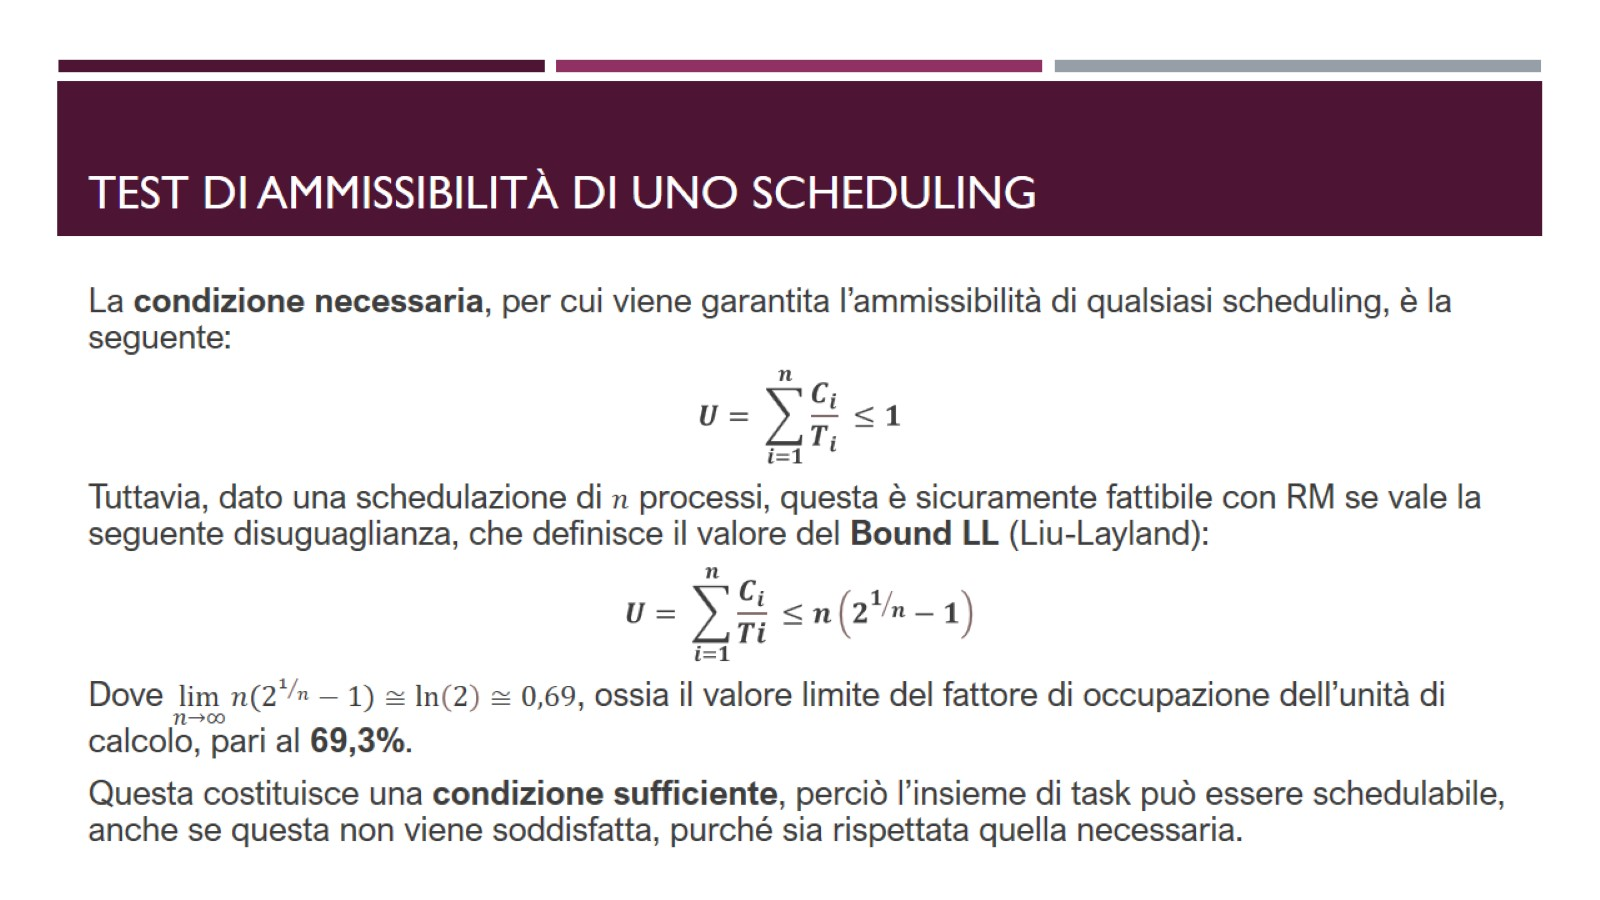 TEST DI AMMISSIBILITÀ DI UNO SCHEDULING
La condizione necessaria, per cui viene garantita l'ammissibilità di qualsiasi scheduling, è la
seguente:
U = ∑_{i=1}^{n} C_i / T_i ≤ 1
Tuttavia, dato una schedulazione di n processi, questa è sicuramente fattibile con RM se vale la
seguente disuguaglianza, che definisce il valore del Bound LL (Liu-Layland):
U = ∑_{i=1}^{n} C_i / Ti ≤ n(2^{1/n} − 1)
Dove lim_{n→∞} n(2^{1/n} − 1) ≅ ln(2) ≅ 0,69, ossia il valore limite del fattore di occupazione dell'unità di
calcolo, pari al 69,3%.
Questa costituisce una condizione sufficiente, perciò l'insieme di task può essere schedulabile,
anche se questa non viene soddisfatta, purché sia rispettata quella necessaria.